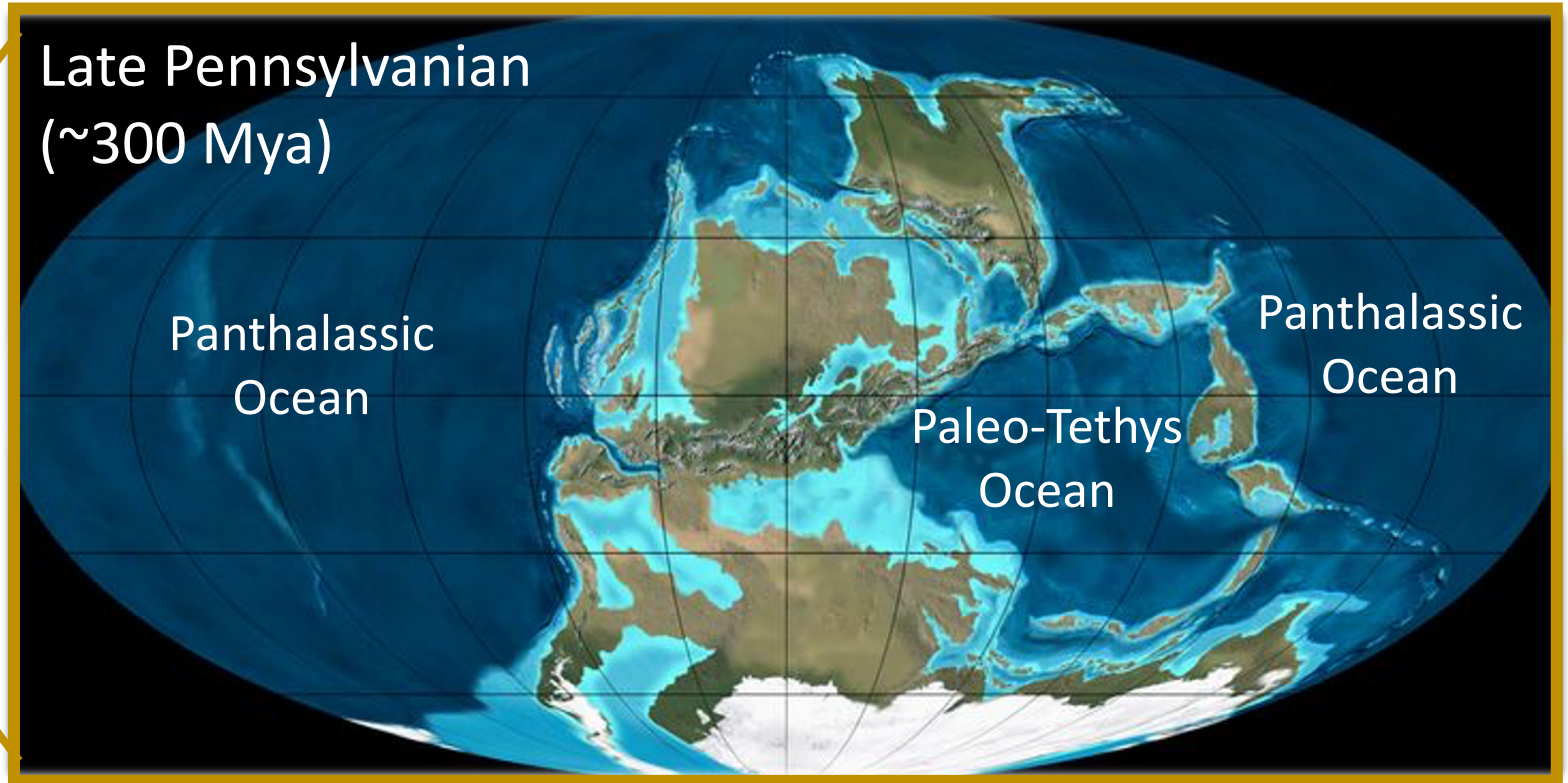 Late Pennsylvanian
(~300 Mya)
Panthalassic
Ocean
Paleo-Tethys
Ocean
Panthalassic
Ocean